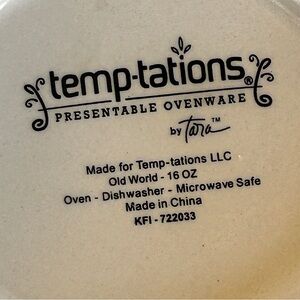 temp-tations®
PRESENTABLE OVENWARE
by Tara™
Made for Temp-tations LLC
Old World - 16 OZ
Oven - Dishwasher - Microwave Safe
Made in China
KFI - 722033